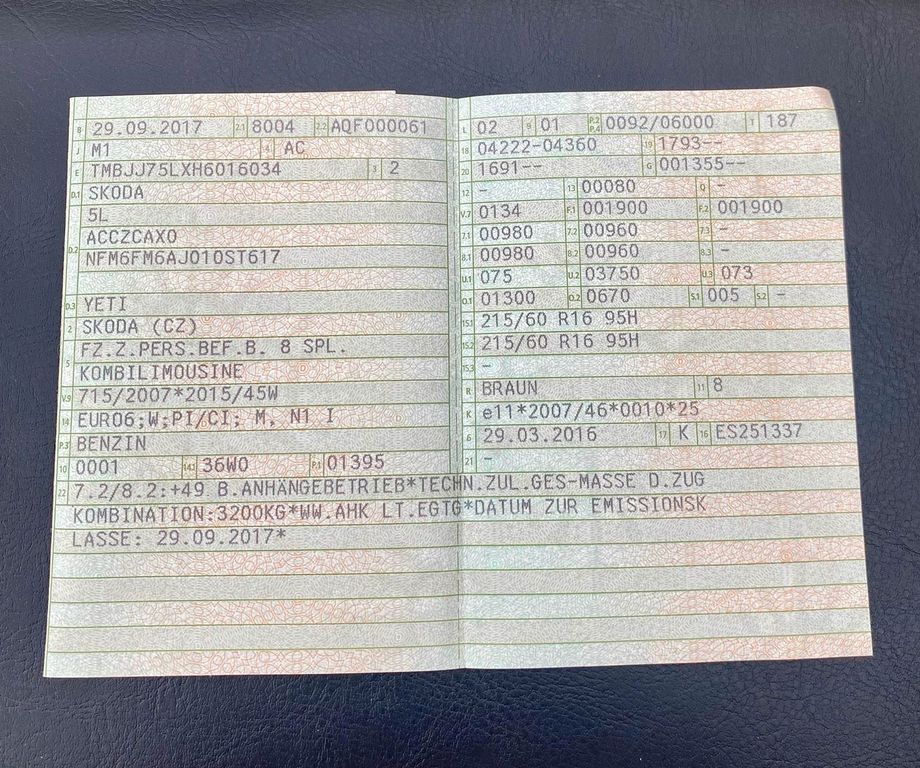 B 29.09.2017 2.1 8004 2.2 AQF000061
J M1 4 AC
E TMBJJ75LXH6016034 3 2
D.1 SKODA
5L
D.2 ACCZCAX0
NFM6FM6AJ010ST617
D.3 YETI
2 SKODA (CZ)
5 FZ.Z.PERS.BEF.B. 8 SPL.
KOMBILIMOUSINE
V.9 715/2007*2015/45W
14 EURO6;W;PI/CI; M, N1 I
P.3 BENZIN
10 0001 14.1 36W0 P.1 01395
L 02 9 01 P.2 P.4 0092/06000 T 187
18 04222-04360 19 1793--
20 1691-- G 001355--
12 - 13 00080 Q -
V.7 0134 F.1 001900 F.2 001900
7.1 00980 7.2 00960 7.3 -
8.1 00980 8.2 00960 8.3 -
U.1 075 U.2 03750 U.3 073
O.1 01300 O.2 0670 S.1 005 S.2 -
15.1 215/60 R16 95H
15.2 215/60 R16 95H
15.3 -
R BRAUN 11 8
K e11*2007/46*0010*25
6 29.03.2016 17 K 16 ES251337
21 -
22 7.2/8.2:+49 B.ANHÄNGEBETRIEB*TECHN.ZUL.GES-MASSE D.ZUG
KOMBINATION:3200KG*WW.AHK LT.EGTG*DATUM ZUR EMISSIONSK
LASSE: 29.09.2017*